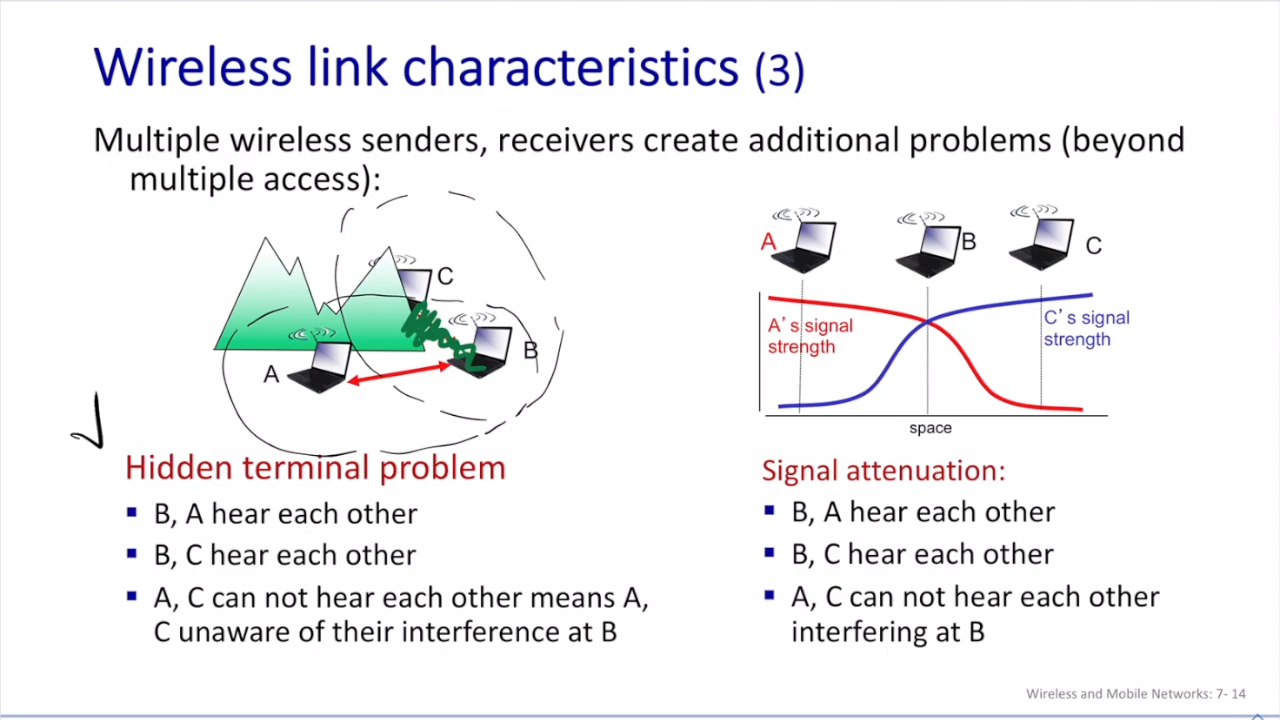 Wireless link characteristics (3)
Multiple wireless senders, receivers create additional problems (beyond
multiple access):
C
B
A
Hidden terminal problem
▪ B, A hear each other
▪ B, C hear each other
▪ A, C can not hear each other means A,
C unaware of their interference at B
A
B
C
A's signal
strength
C's signal
strength
space
Signal attenuation:
▪ B, A hear each other
▪ B, C hear each other
▪ A, C can not hear each other
interfering at B
Wireless and Mobile Networks: 7- 14